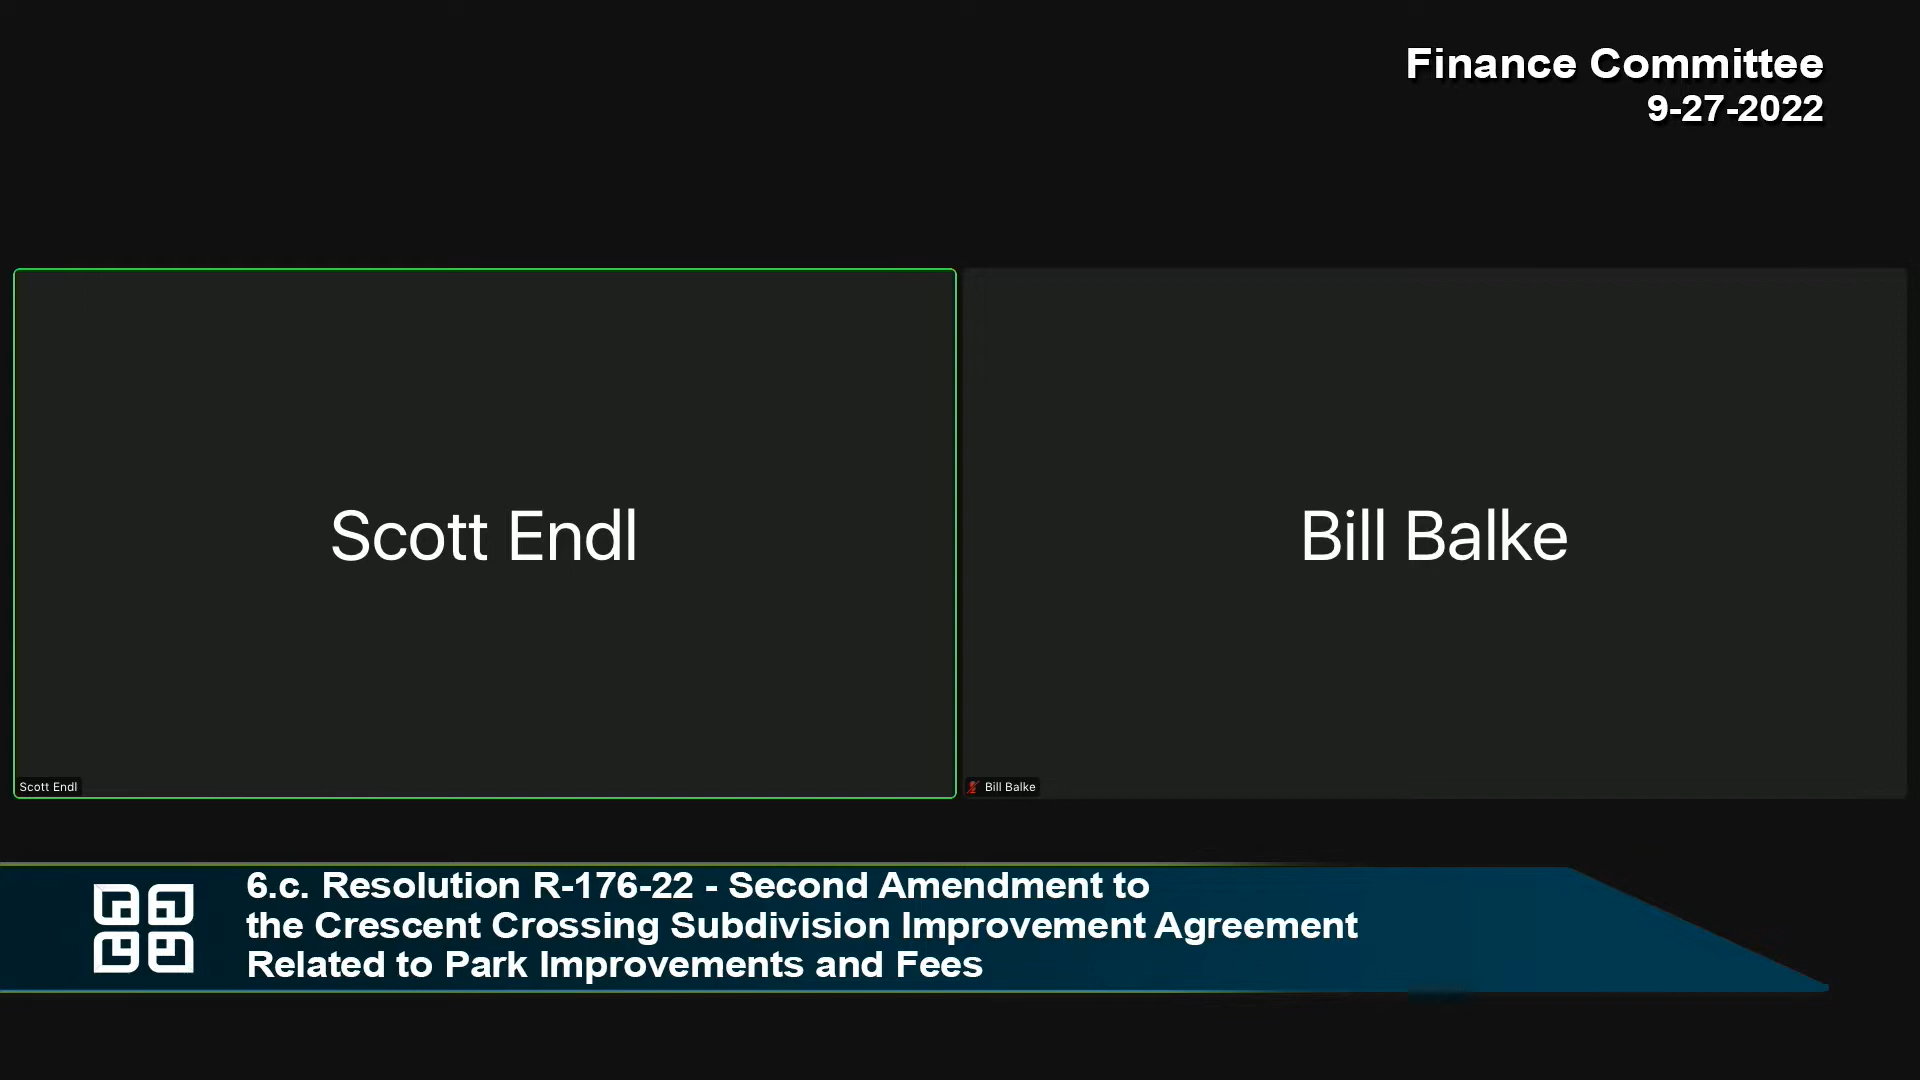 Finance Committee
9-27-2022
Scott Endl
Bill Balke
Scott Endl
Bill Balke
6.c. Resolution R-176-22 - Second Amendment to
the Crescent Crossing Subdivision Improvement Agreement
Related to Park Improvements and Fees